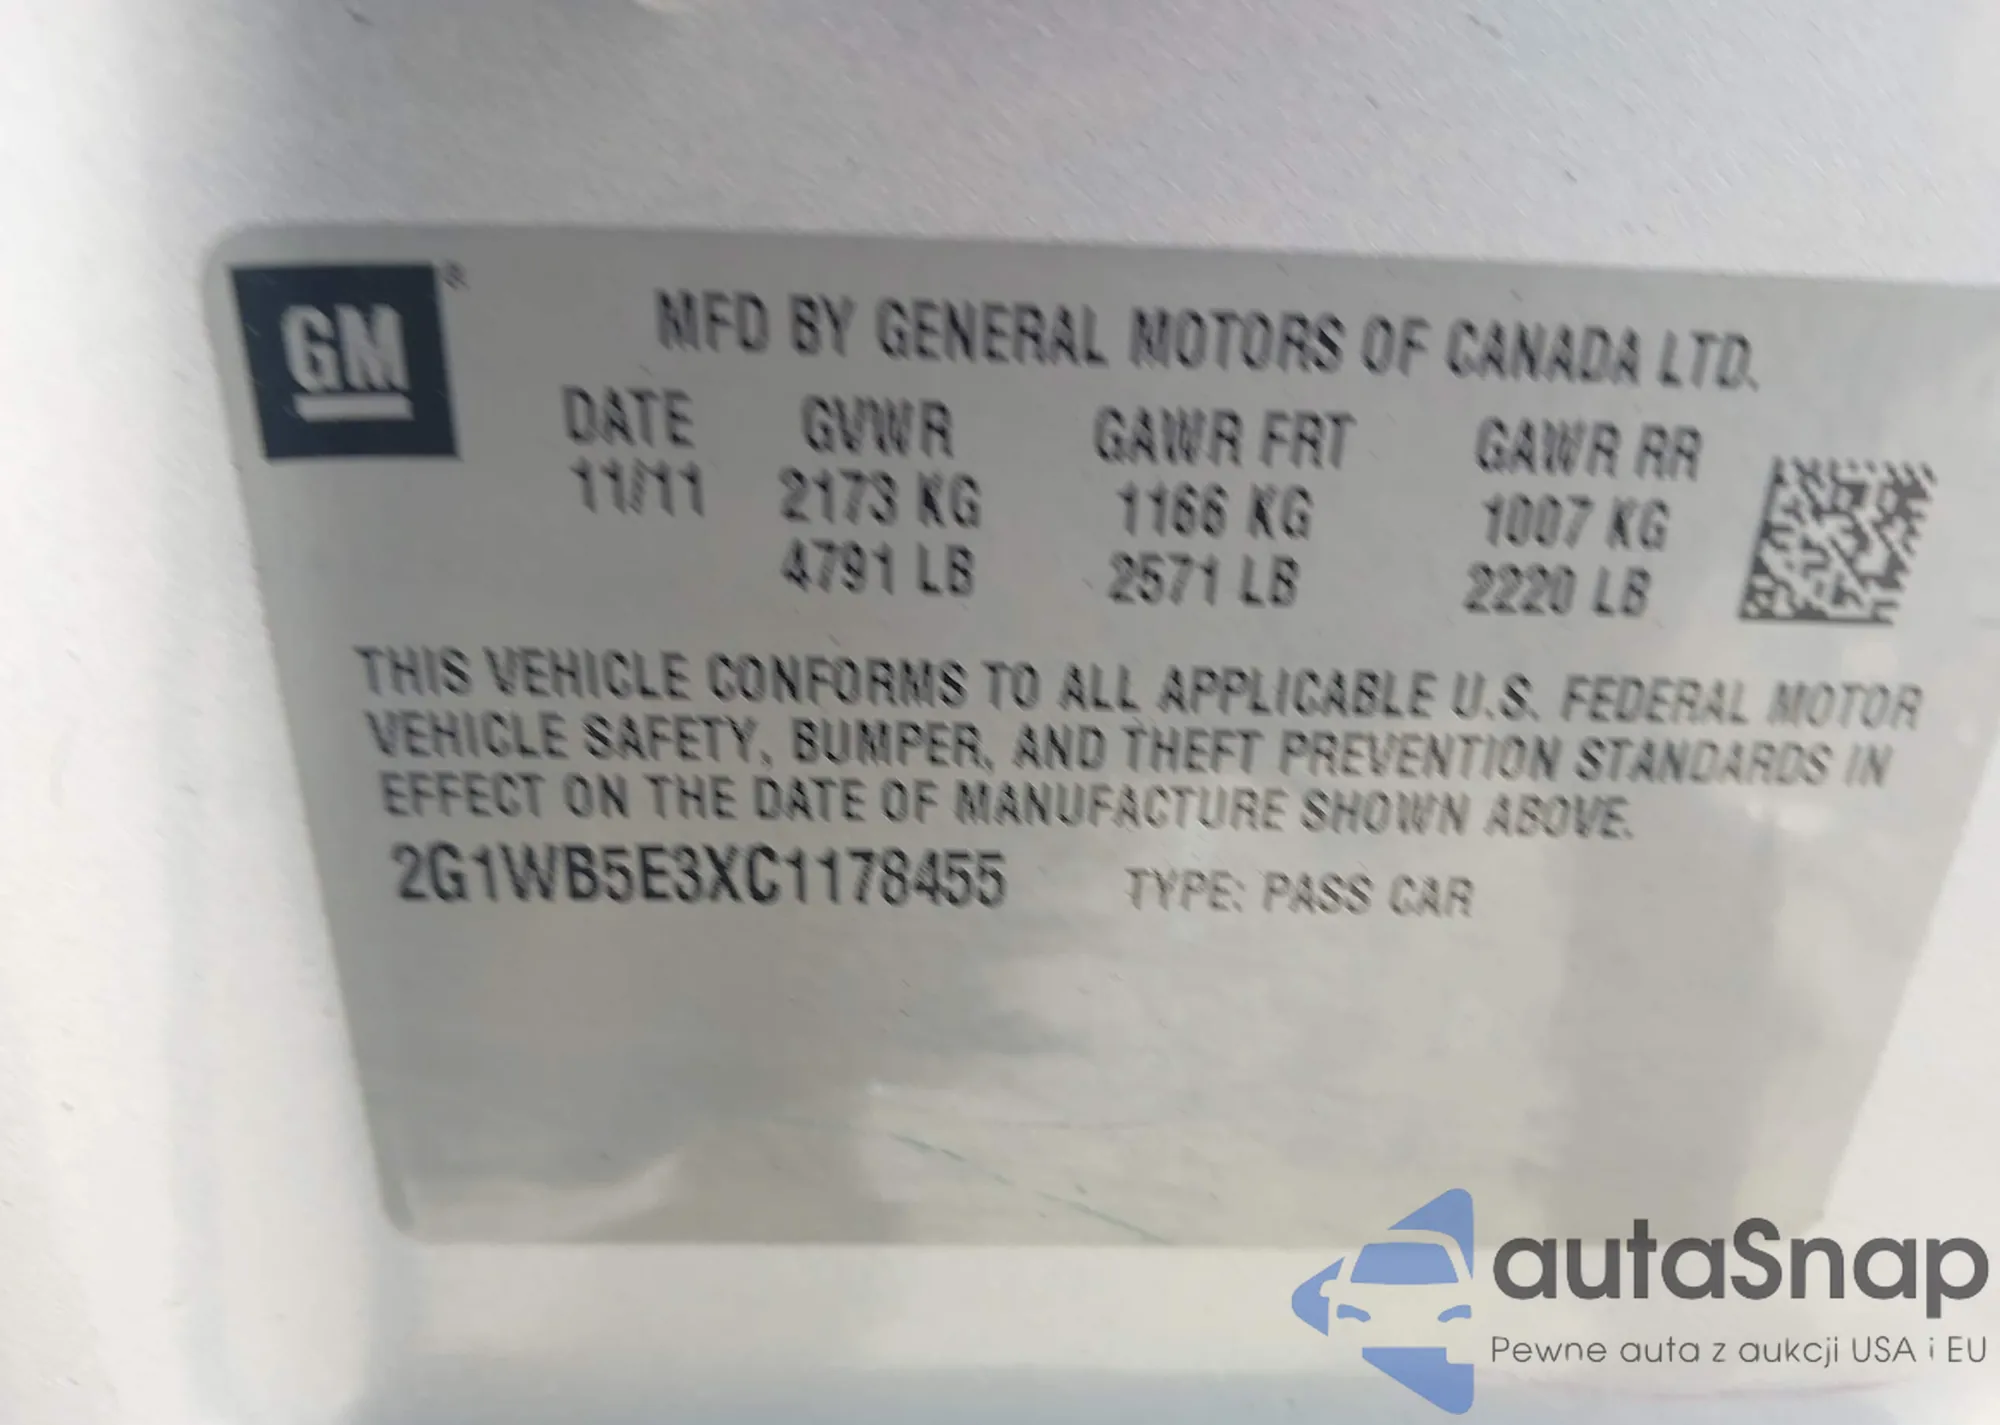 GM®
MFD BY GENERAL MOTORS OF CANADA LTD.
DATE GVWR GAWR FRT GAWR RR
11/11 2173 KG 1166 KG 1007 KG
4791 LB 2571 LB 2220 LB
THIS VEHICLE CONFORMS TO ALL APPLICABLE U.S. FEDERAL MOTOR
VEHICLE SAFETY, BUMPER, AND THEFT PREVENTION STANDARDS IN
EFFECT ON THE DATE OF MANUFACTURE SHOWN ABOVE.
2G1WB5E3XC1178455 TYPE: PASS CAR
autaSnap
Pewne auta z aukcji USA i EU